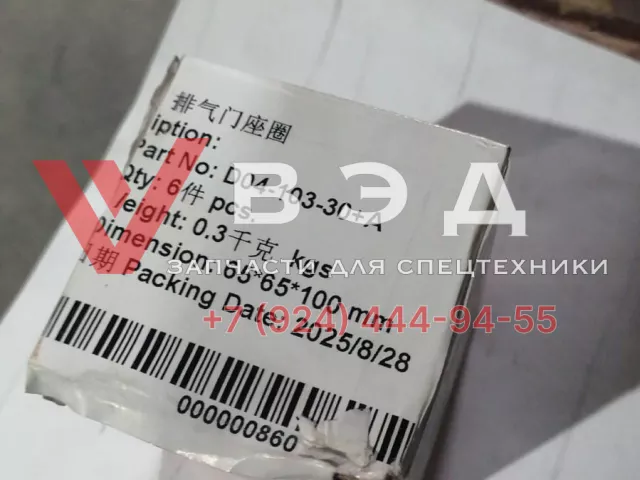 排气门座圈
iption:
Part No: D04-103-30+A
Qty: 6件 pcs.
Weight: 0.3千克 kgs
Dimension: 65*65*100 mm
日期 Packing Date: 2025/8/28
000000860
VВЭД
ЗАПЧАСТИ ДЛЯ СПЕЦТЕХНИКИ
+7 (924) 444-94-55